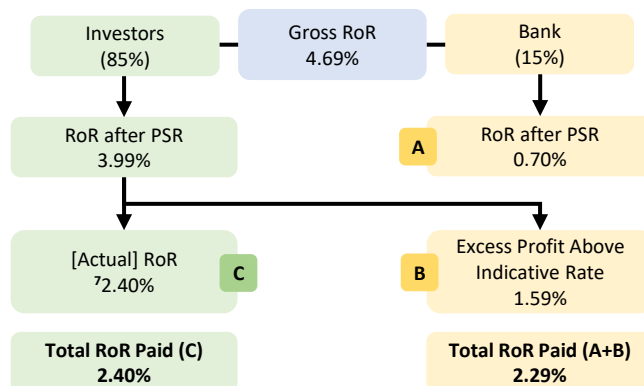 Investors
(85%)
Gross RoR
4.69%
Bank
(15%)
RoR after PSR
3.99%
A
RoR after PSR
0.70%
[Actual] RoR
⁷2.40%
C
B
Excess Profit Above
Indicative Rate
1.59%
Total RoR Paid (C)
2.40%
Total RoR Paid (A+B)
2.29%